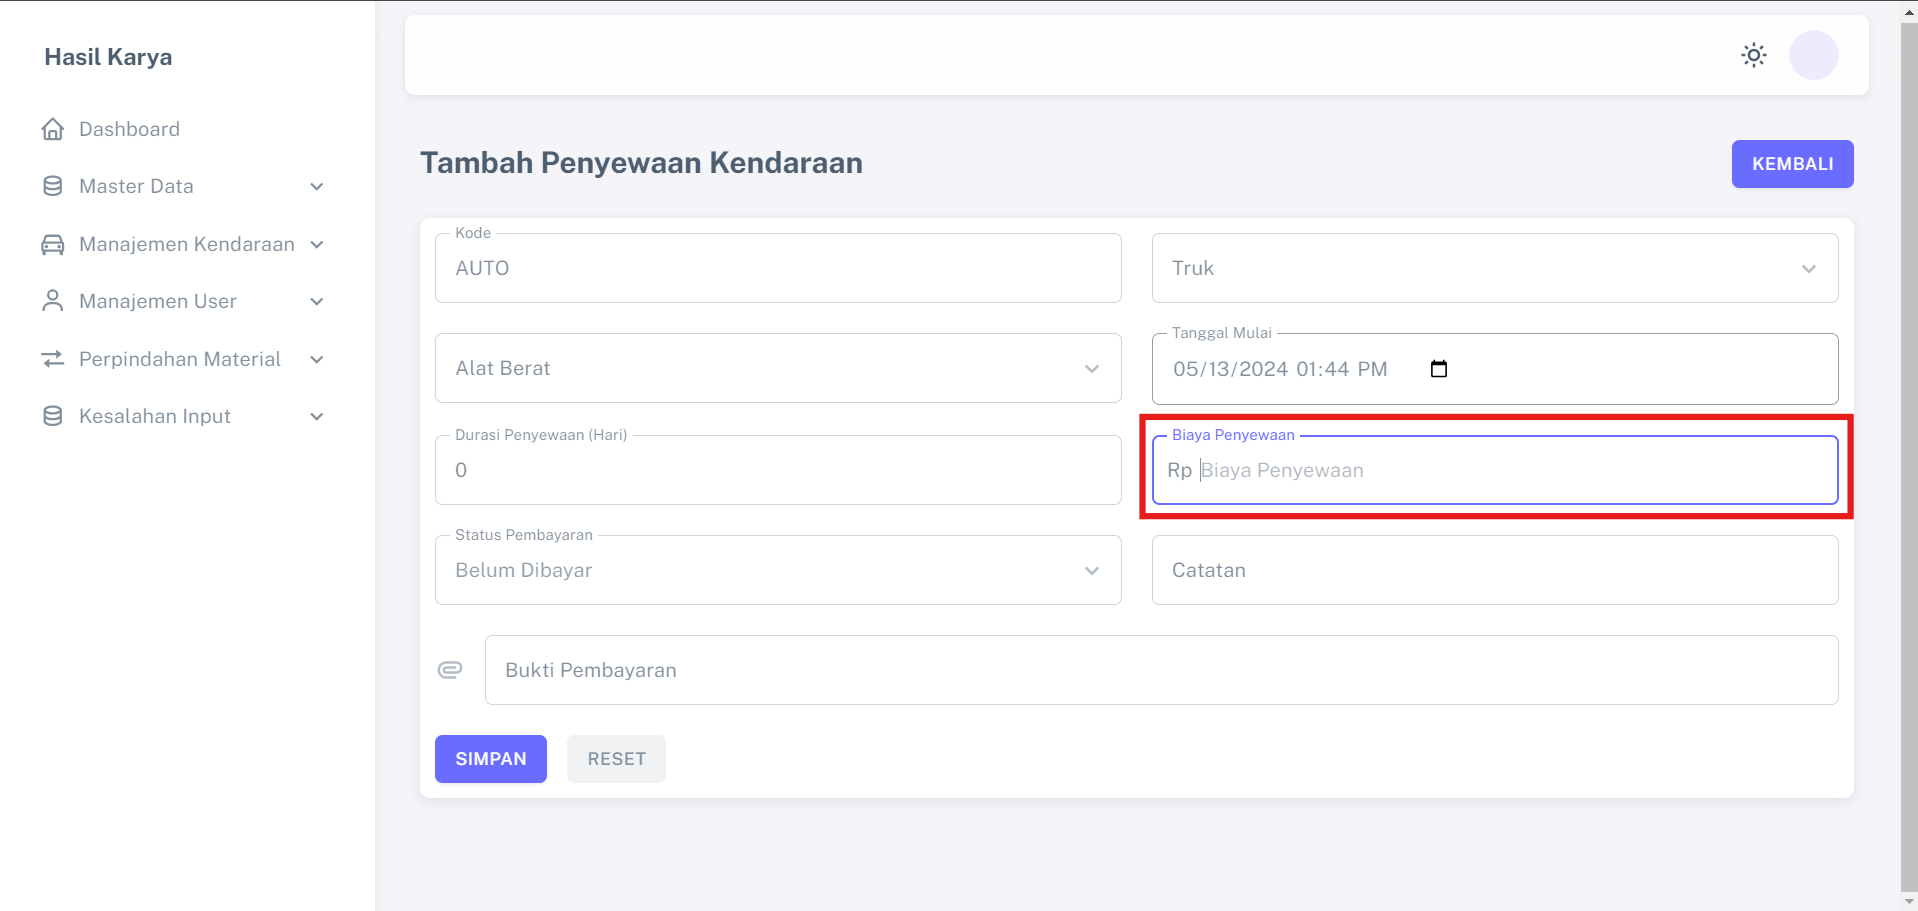 Hasil Karya
Dashboard
Master Data
Manajemen Kendaraan
Manajemen User
Perpindahan Material
Kesalahan Input
Tambah Penyewaan Kendaraan
KEMBALI
Kode
AUTO
Truk
Alat Berat
Tanggal Mulai
05/13/2024 01:44 PM
Durasi Penyewaan (Hari)
0
Biaya Penyewaan
Rp Biaya Penyewaan
Status Pembayaran
Belum Dibayar
Catatan
Bukti Pembayaran
SIMPAN
RESET